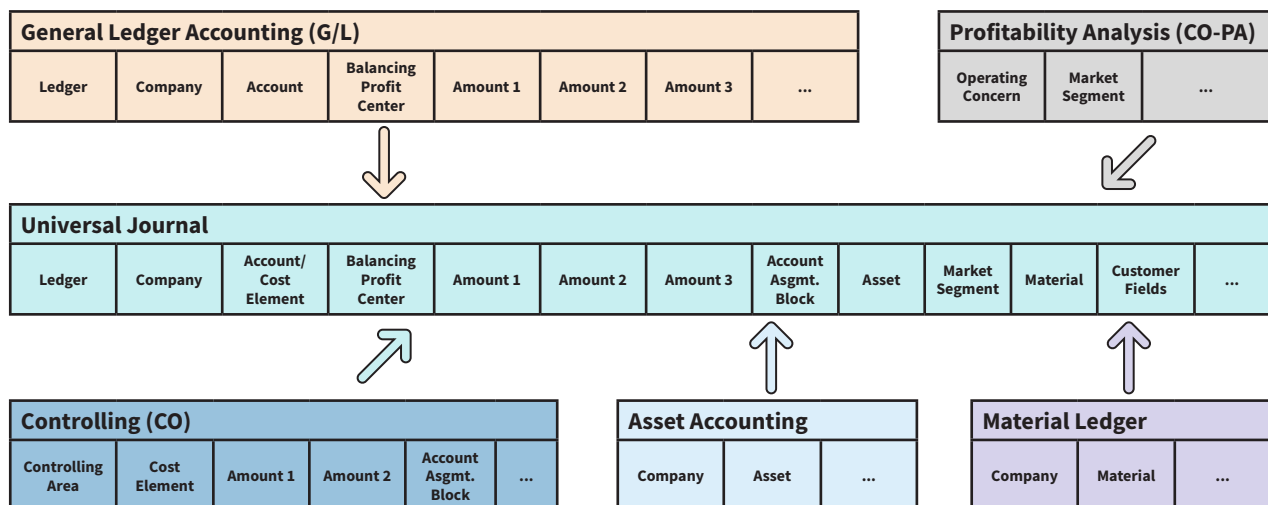 General Ledger Accounting (G/L)
Ledger
Company
Account
Balancing
Profit
Center
Amount 1
Amount 2
Amount 3
...
Profitability Analysis (CO-PA)
Operating
Concern
Market
Segment
...
Universal Journal
Ledger
Company
Account/
Cost
Element
Balancing
Profit
Center
Amount 1
Amount 2
Amount 3
Account
Asgmt.
Block
Asset
Market
Segment
Material
Customer
Fields
...
Controlling (CO)
Controlling
Area
Cost
Element
Amount 1
Amount 2
Account
Asgmt.
Block
...
Asset Accounting
Company
Asset
...
Material Ledger
Company
Material
...